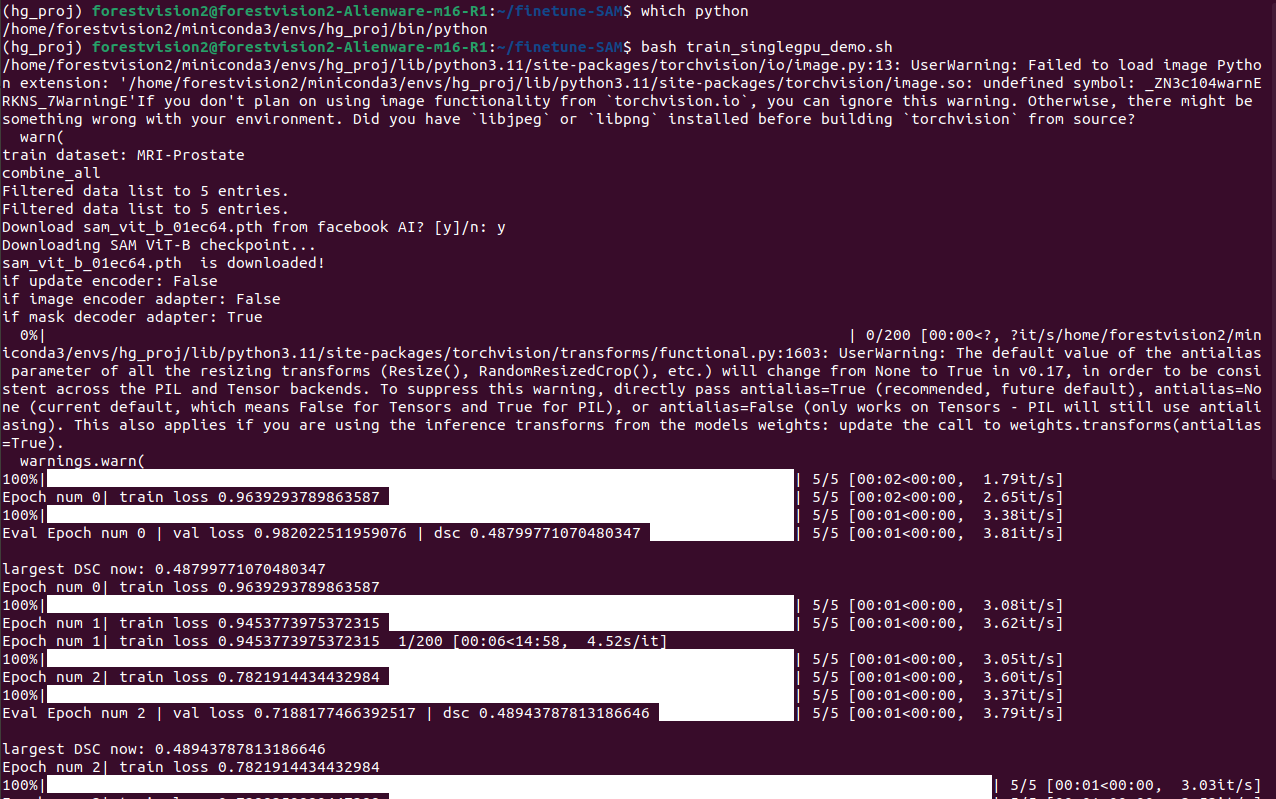 (hg_proj) forestvision2@forestvision2-Alienware-m16-R1:~/finetune-SAM$ which python
/home/forestvision2/miniconda3/envs/hg_proj/bin/python
(hg_proj) forestvision2@forestvision2-Alienware-m16-R1:~/finetune-SAM$ bash train_singlegpu_demo.sh
/home/forestvision2/miniconda3/envs/hg_proj/lib/python3.11/site-packages/torchvision/io/image.py:13: UserWarning: Failed to load image Pytho
n extension: '/home/forestvision2/miniconda3/envs/hg_proj/lib/python3.11/site-packages/torchvision/image.so: undefined symbol: _ZN3c104warnE
RKNS_7WarningE'If you don't plan on using image functionality from `torchvision.io`, you can ignore this warning. Otherwise, there might be
something wrong with your environment. Did you have `libjpeg` or `libpng` installed before building `torchvision` from source?
  warn(
train dataset: MRI-Prostate
combine_all
Filtered data list to 5 entries.
Filtered data list to 5 entries.
Download sam_vit_b_01ec64.pth from facebook AI? [y]/n: y
Downloading SAM ViT-B checkpoint...
sam_vit_b_01ec64.pth  is downloaded!
if update encoder: False
if image encoder adapter: False
if mask decoder adapter: True
  0%| | 0/200 [00:00<?, ?it/s/home/forestvision2/min
iconda3/envs/hg_proj/lib/python3.11/site-packages/torchvision/transforms/functional.py:1603: UserWarning: The default value of the antialias
 parameter of all the resizing transforms (Resize(), RandomResizedCrop(), etc.) will change from None to True in v0.17, in order to be consi
stent across the PIL and Tensor backends. To suppress this warning, directly pass antialias=True (recommended, future default), antialias=No
ne (current default, which means False for Tensors and True for PIL), or antialias=False (only works on Tensors - PIL will still use antiali
asing). This also applies if you are using the inference transforms from the models weights: update the call to weights.transforms(antialias
=True).
  warnings.warn(
100%| | 5/5 [00:02<00:00,  1.79it/s]
Epoch num 0| train loss 0.9639293789863587 | 5/5 [00:02<00:00,  2.65it/s]
100%| | 5/5 [00:01<00:00,  3.38it/s]
Eval Epoch num 0 | val loss 0.982022511959076 | dsc 0.48799771070480347 | 5/5 [00:01<00:00,  3.81it/s]
largest DSC now: 0.48799771070480347
Epoch num 0| train loss 0.9639293789863587
100%| | 5/5 [00:01<00:00,  3.08it/s]
Epoch num 1| train loss 0.9453773975372315 | 5/5 [00:01<00:00,  3.62it/s]
Epoch num 1| train loss 0.9453773975372315  1/200 [00:06<14:58,  4.52s/it]
100%| | 5/5 [00:01<00:00,  3.05it/s]
Epoch num 2| train loss 0.7821914434432984 | 5/5 [00:01<00:00,  3.60it/s]
100%| | 5/5 [00:01<00:00,  3.37it/s]
Eval Epoch num 2 | val loss 0.7188177466392517 | dsc 0.48943787813186646 | 5/5 [00:01<00:00,  3.79it/s]
largest DSC now: 0.48943787813186646
Epoch num 2| train loss 0.7821914434432984
100%| | 5/5 [00:01<00:00,  3.03it/s]